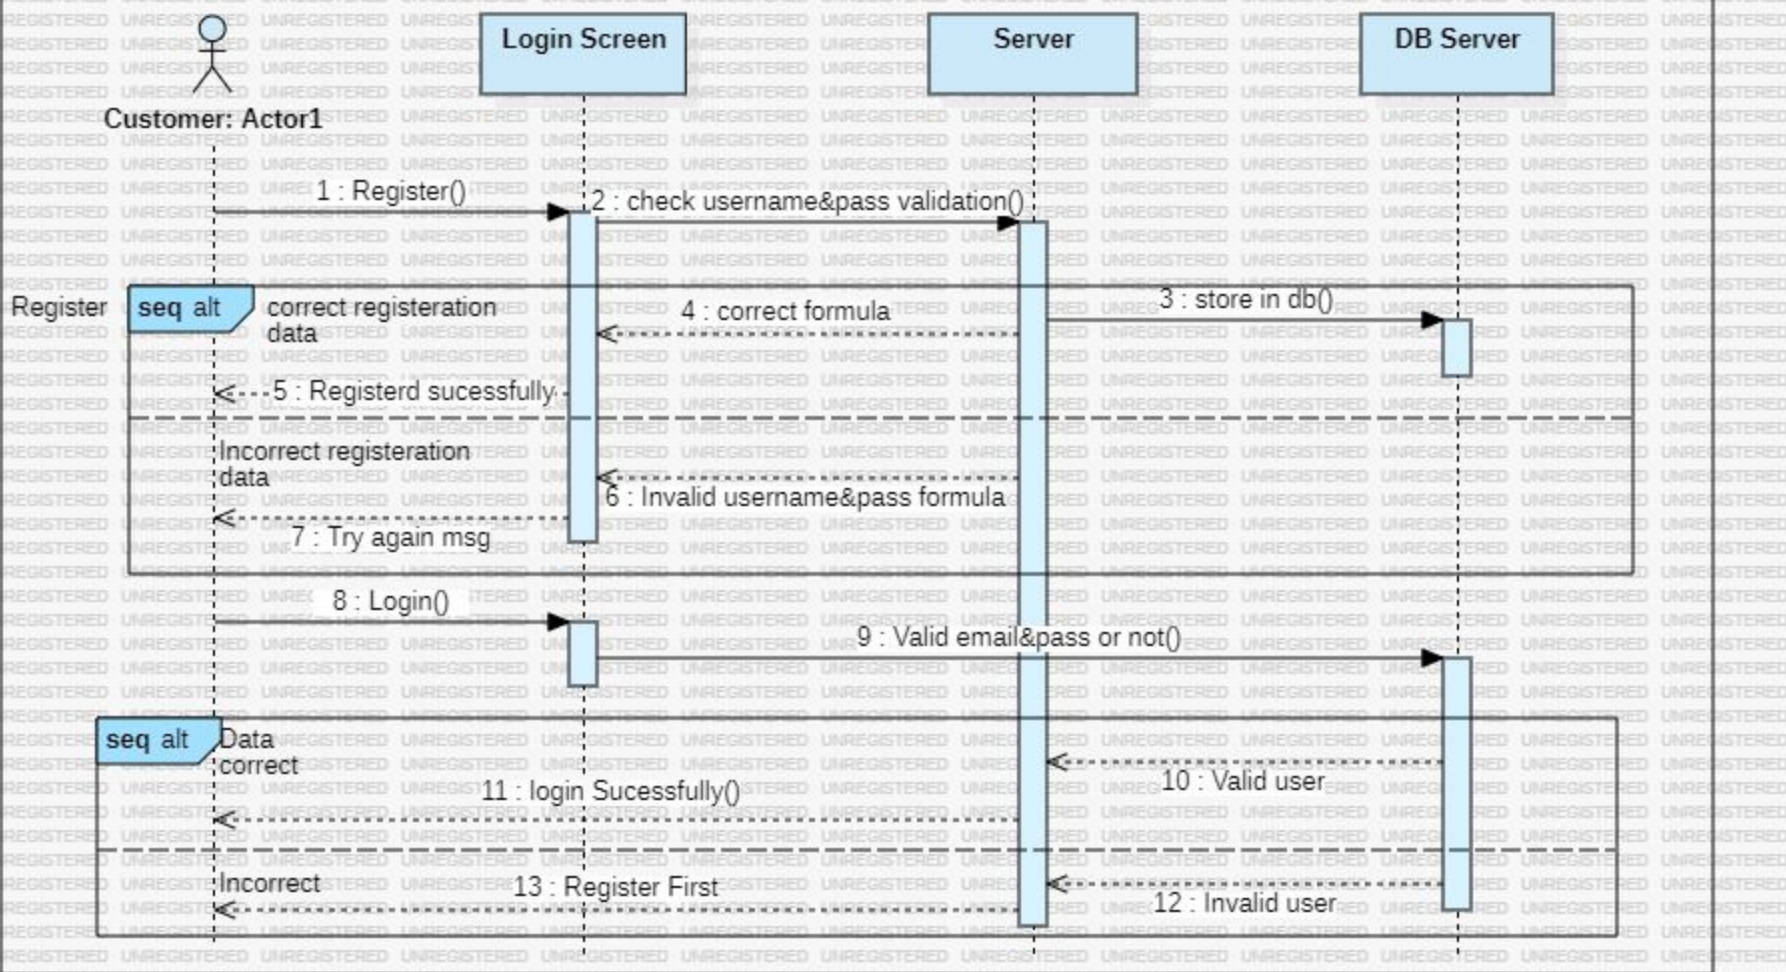 Login Screen
Server
DB Server
Customer: Actor1
1 : Register()
2 : check username&pass validation()
Register
seq alt
correct registeration
data
3 : store in db()
4 : correct formula
5 : Registerd sucessfully
Incorrect registeration
data
6 : Invalid username&pass formula
7 : Try again msg
8 : Login()
9 : Valid email&pass or not()
seq alt
Data
correct
10 : Valid user
11 : login Sucessfully()
Incorrect
13 : Register First
12 : Invalid user
UNREGISTERED